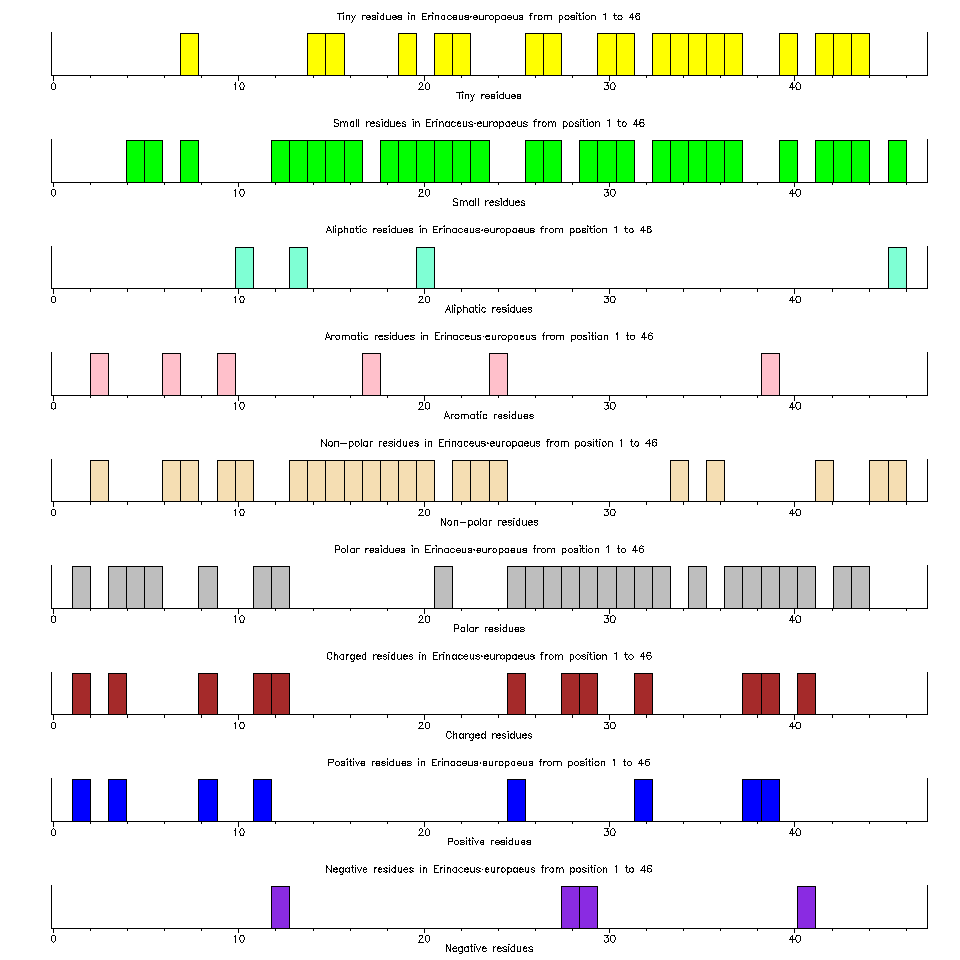 Tiny residues in Erinaceus-europaeus from position 1 to 46
0 10 20 30 40
Tiny residues
Small residues in Erinaceus-europaeus from position 1 to 46
0 10 20 30 40
Small residues
Aliphatic residues in Erinaceus-europaeus from position 1 to 46
0 10 20 30 40
Aliphatic residues
Aromatic residues in Erinaceus-europaeus from position 1 to 46
0 10 20 30 40
Aromatic residues
Non-polar residues in Erinaceus-europaeus from position 1 to 46
0 10 20 30 40
Non-polar residues
Polar residues in Erinaceus-europaeus from position 1 to 46
0 10 20 30 40
Polar residues
Charged residues in Erinaceus-europaeus from position 1 to 46
0 10 20 30 40
Charged residues
Positive residues in Erinaceus-europaeus from position 1 to 46
0 10 20 30 40
Positive residues
Negative residues in Erinaceus-europaeus from position 1 to 46
0 10 20 30 40
Negative residues